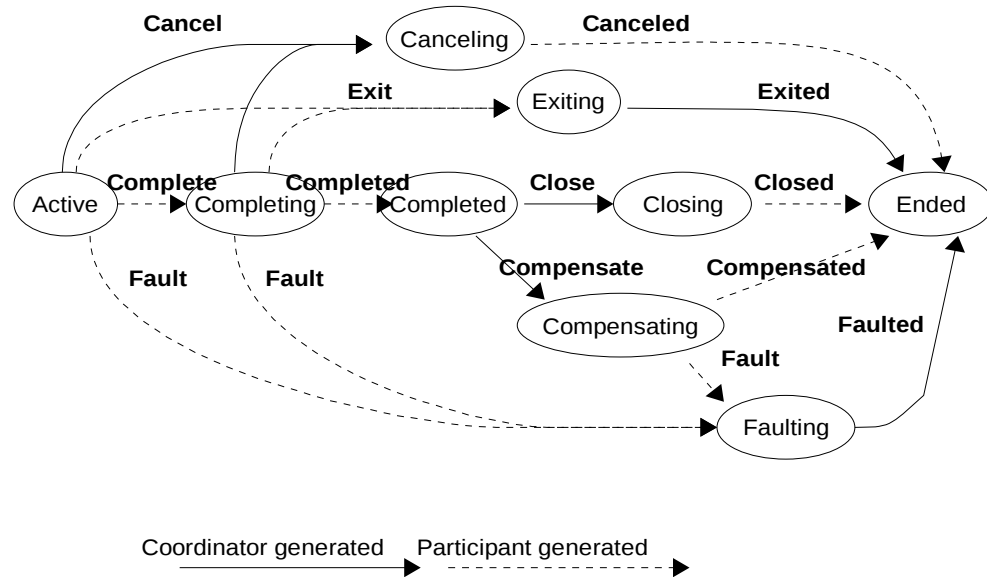 Cancel
Canceling
Canceled
Exit
Exiting
Exited
Active
Complete
Completing
Completed
Completed
Close
Closing
Closed
Ended
Fault
Fault
Compensate
Compensated
Compensating
Fault
Faulted
Faulting
Coordinator generated
Participant generated